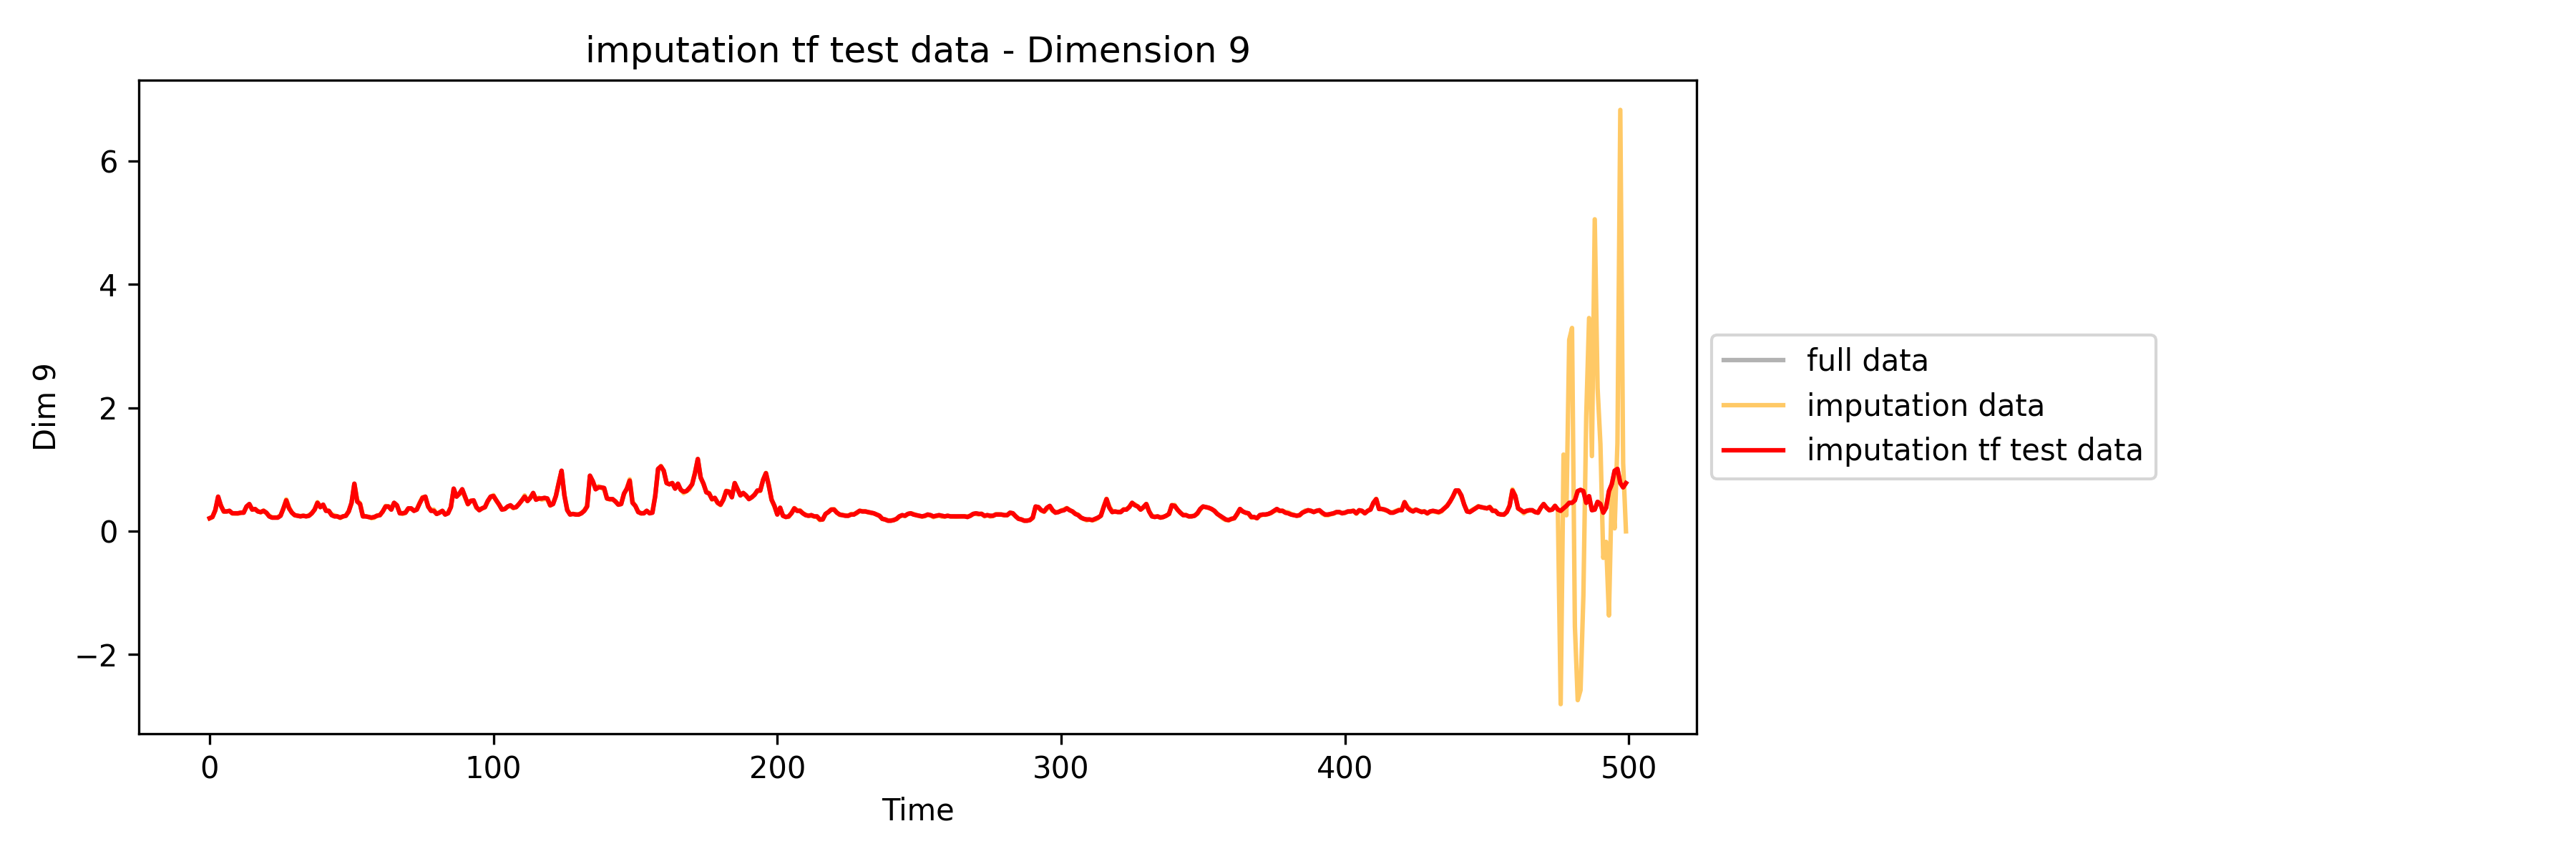 imputation tf test data - Dimension 9
Dim 9
6
4
2
0
−2
0 100 200 300 400 500
Time
full data
imputation data
imputation tf test data